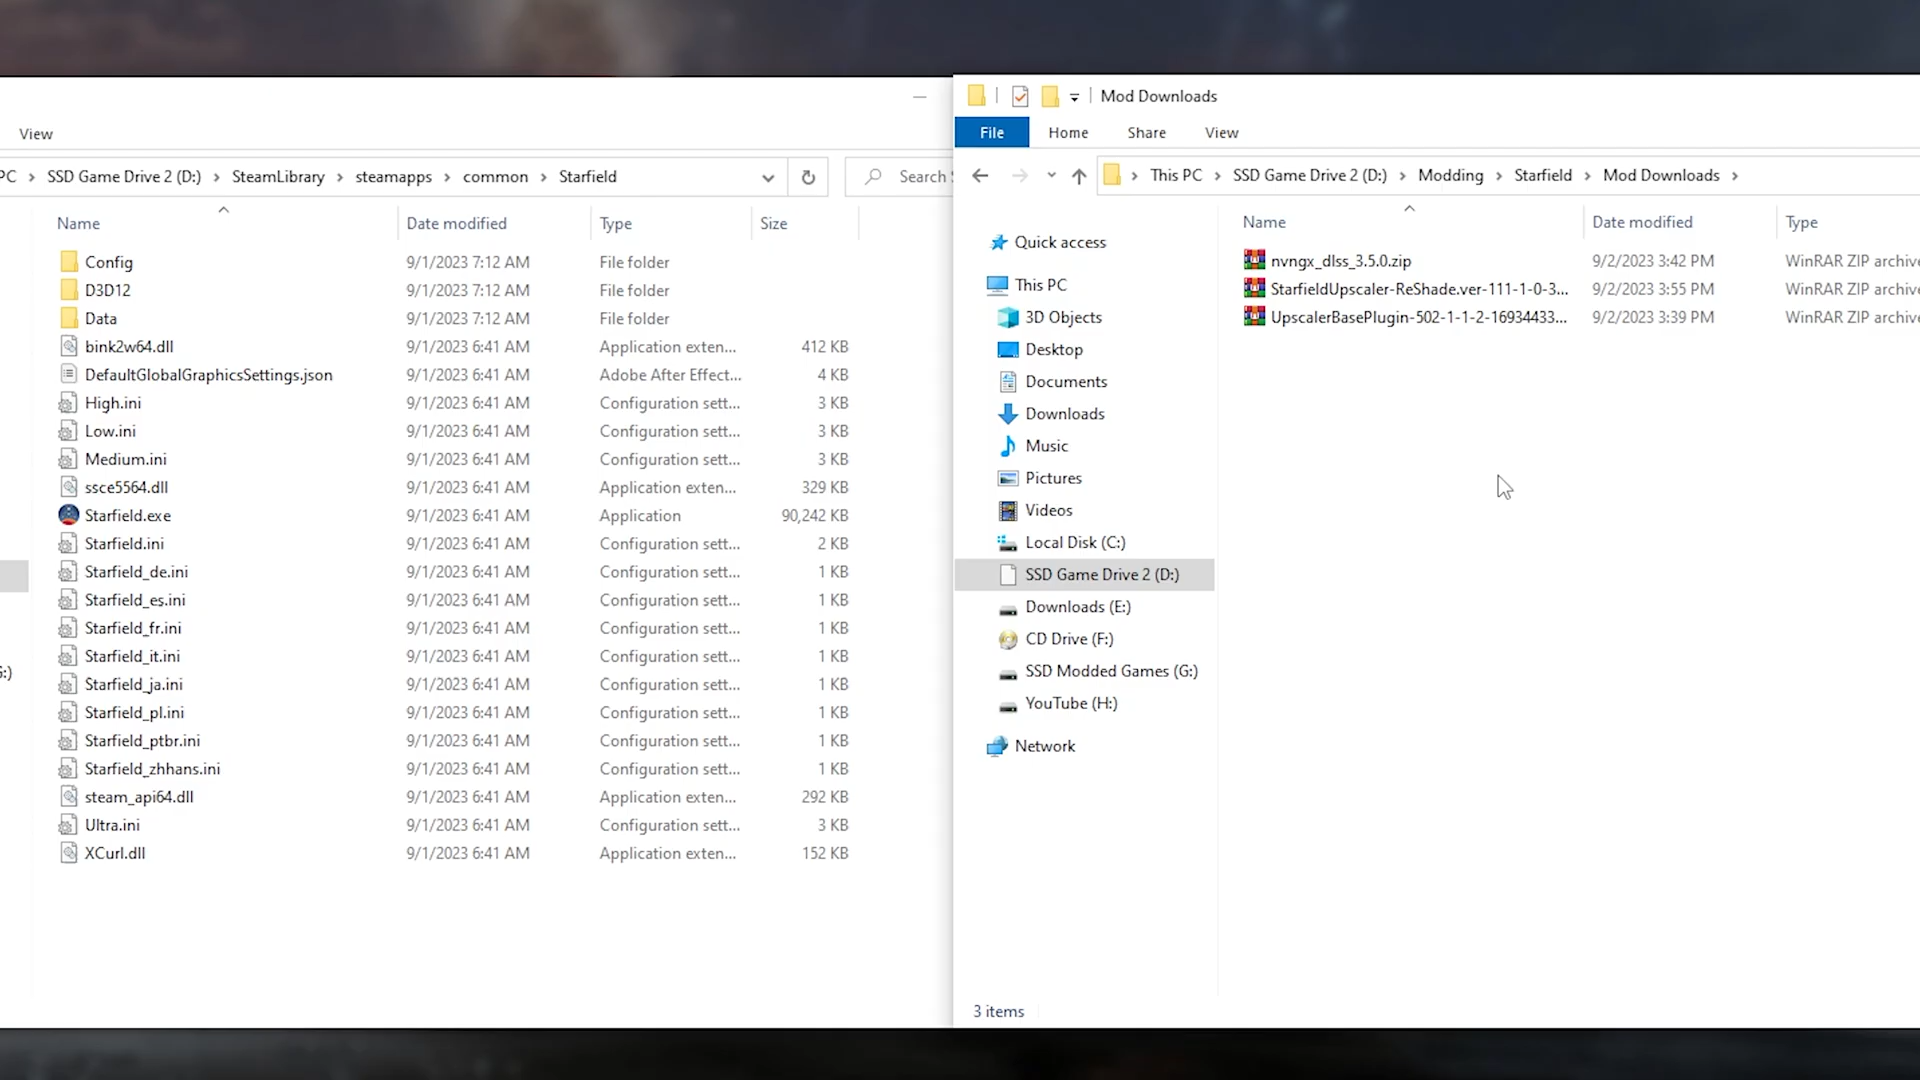 View
PC > SSD Game Drive 2 (D:) > SteamLibrary > steamapps > common > Starfield
Search
Name Date modified Type Size
Config 9/1/2023 7:12 AM File folder
D3D12 9/1/2023 7:12 AM File folder
Data 9/1/2023 7:12 AM File folder
bink2w64.dll 9/1/2023 6:41 AM Application exten... 412 KB
DefaultGlobalGraphicsSettings.json 9/1/2023 6:41 AM Adobe After Effect... 4 KB
High.ini 9/1/2023 6:41 AM Configuration sett... 3 KB
Low.ini 9/1/2023 6:41 AM Configuration sett... 3 KB
Medium.ini 9/1/2023 6:41 AM Configuration sett... 3 KB
ssce5564.dll 9/1/2023 6:41 AM Application exten... 329 KB
Starfield.exe 9/1/2023 6:41 AM Application 90,242 KB
Starfield.ini 9/1/2023 6:41 AM Configuration sett... 2 KB
Starfield_de.ini 9/1/2023 6:41 AM Configuration sett... 1 KB
Starfield_es.ini 9/1/2023 6:41 AM Configuration sett... 1 KB
Starfield_fr.ini 9/1/2023 6:41 AM Configuration sett... 1 KB
Starfield_it.ini 9/1/2023 6:41 AM Configuration sett... 1 KB
Starfield_ja.ini 9/1/2023 6:41 AM Configuration sett... 1 KB
Starfield_pl.ini 9/1/2023 6:41 AM Configuration sett... 1 KB
Starfield_ptbr.ini 9/1/2023 6:41 AM Configuration sett... 1 KB
Starfield_zhhans.ini 9/1/2023 6:41 AM Configuration sett... 1 KB
steam_api64.dll 9/1/2023 6:41 AM Application exten... 292 KB
Ultra.ini 9/1/2023 6:41 AM Configuration sett... 3 KB
XCurl.dll 9/1/2023 6:41 AM Application exten... 152 KB
Mod Downloads
File Home Share View
This PC > SSD Game Drive 2 (D:) > Modding > Starfield > Mod Downloads >
Quick access
This PC
3D Objects
Desktop
Documents
Downloads
Music
Pictures
Videos
Local Disk (C:)
SSD Game Drive 2 (D:)
Downloads (E:)
CD Drive (F:)
SSD Modded Games (G:)
YouTube (H:)
Network
Name Date modified Type
nvngx_dlss_3.5.0.zip 9/2/2023 3:42 PM WinRAR ZIP archive
StarfieldUpscaler-ReShade.ver-111-1-0-3... 9/2/2023 3:55 PM WinRAR ZIP archive
UpscalerBasePlugin-502-1-1-2-16934433... 9/2/2023 3:39 PM WinRAR ZIP archive
3 items